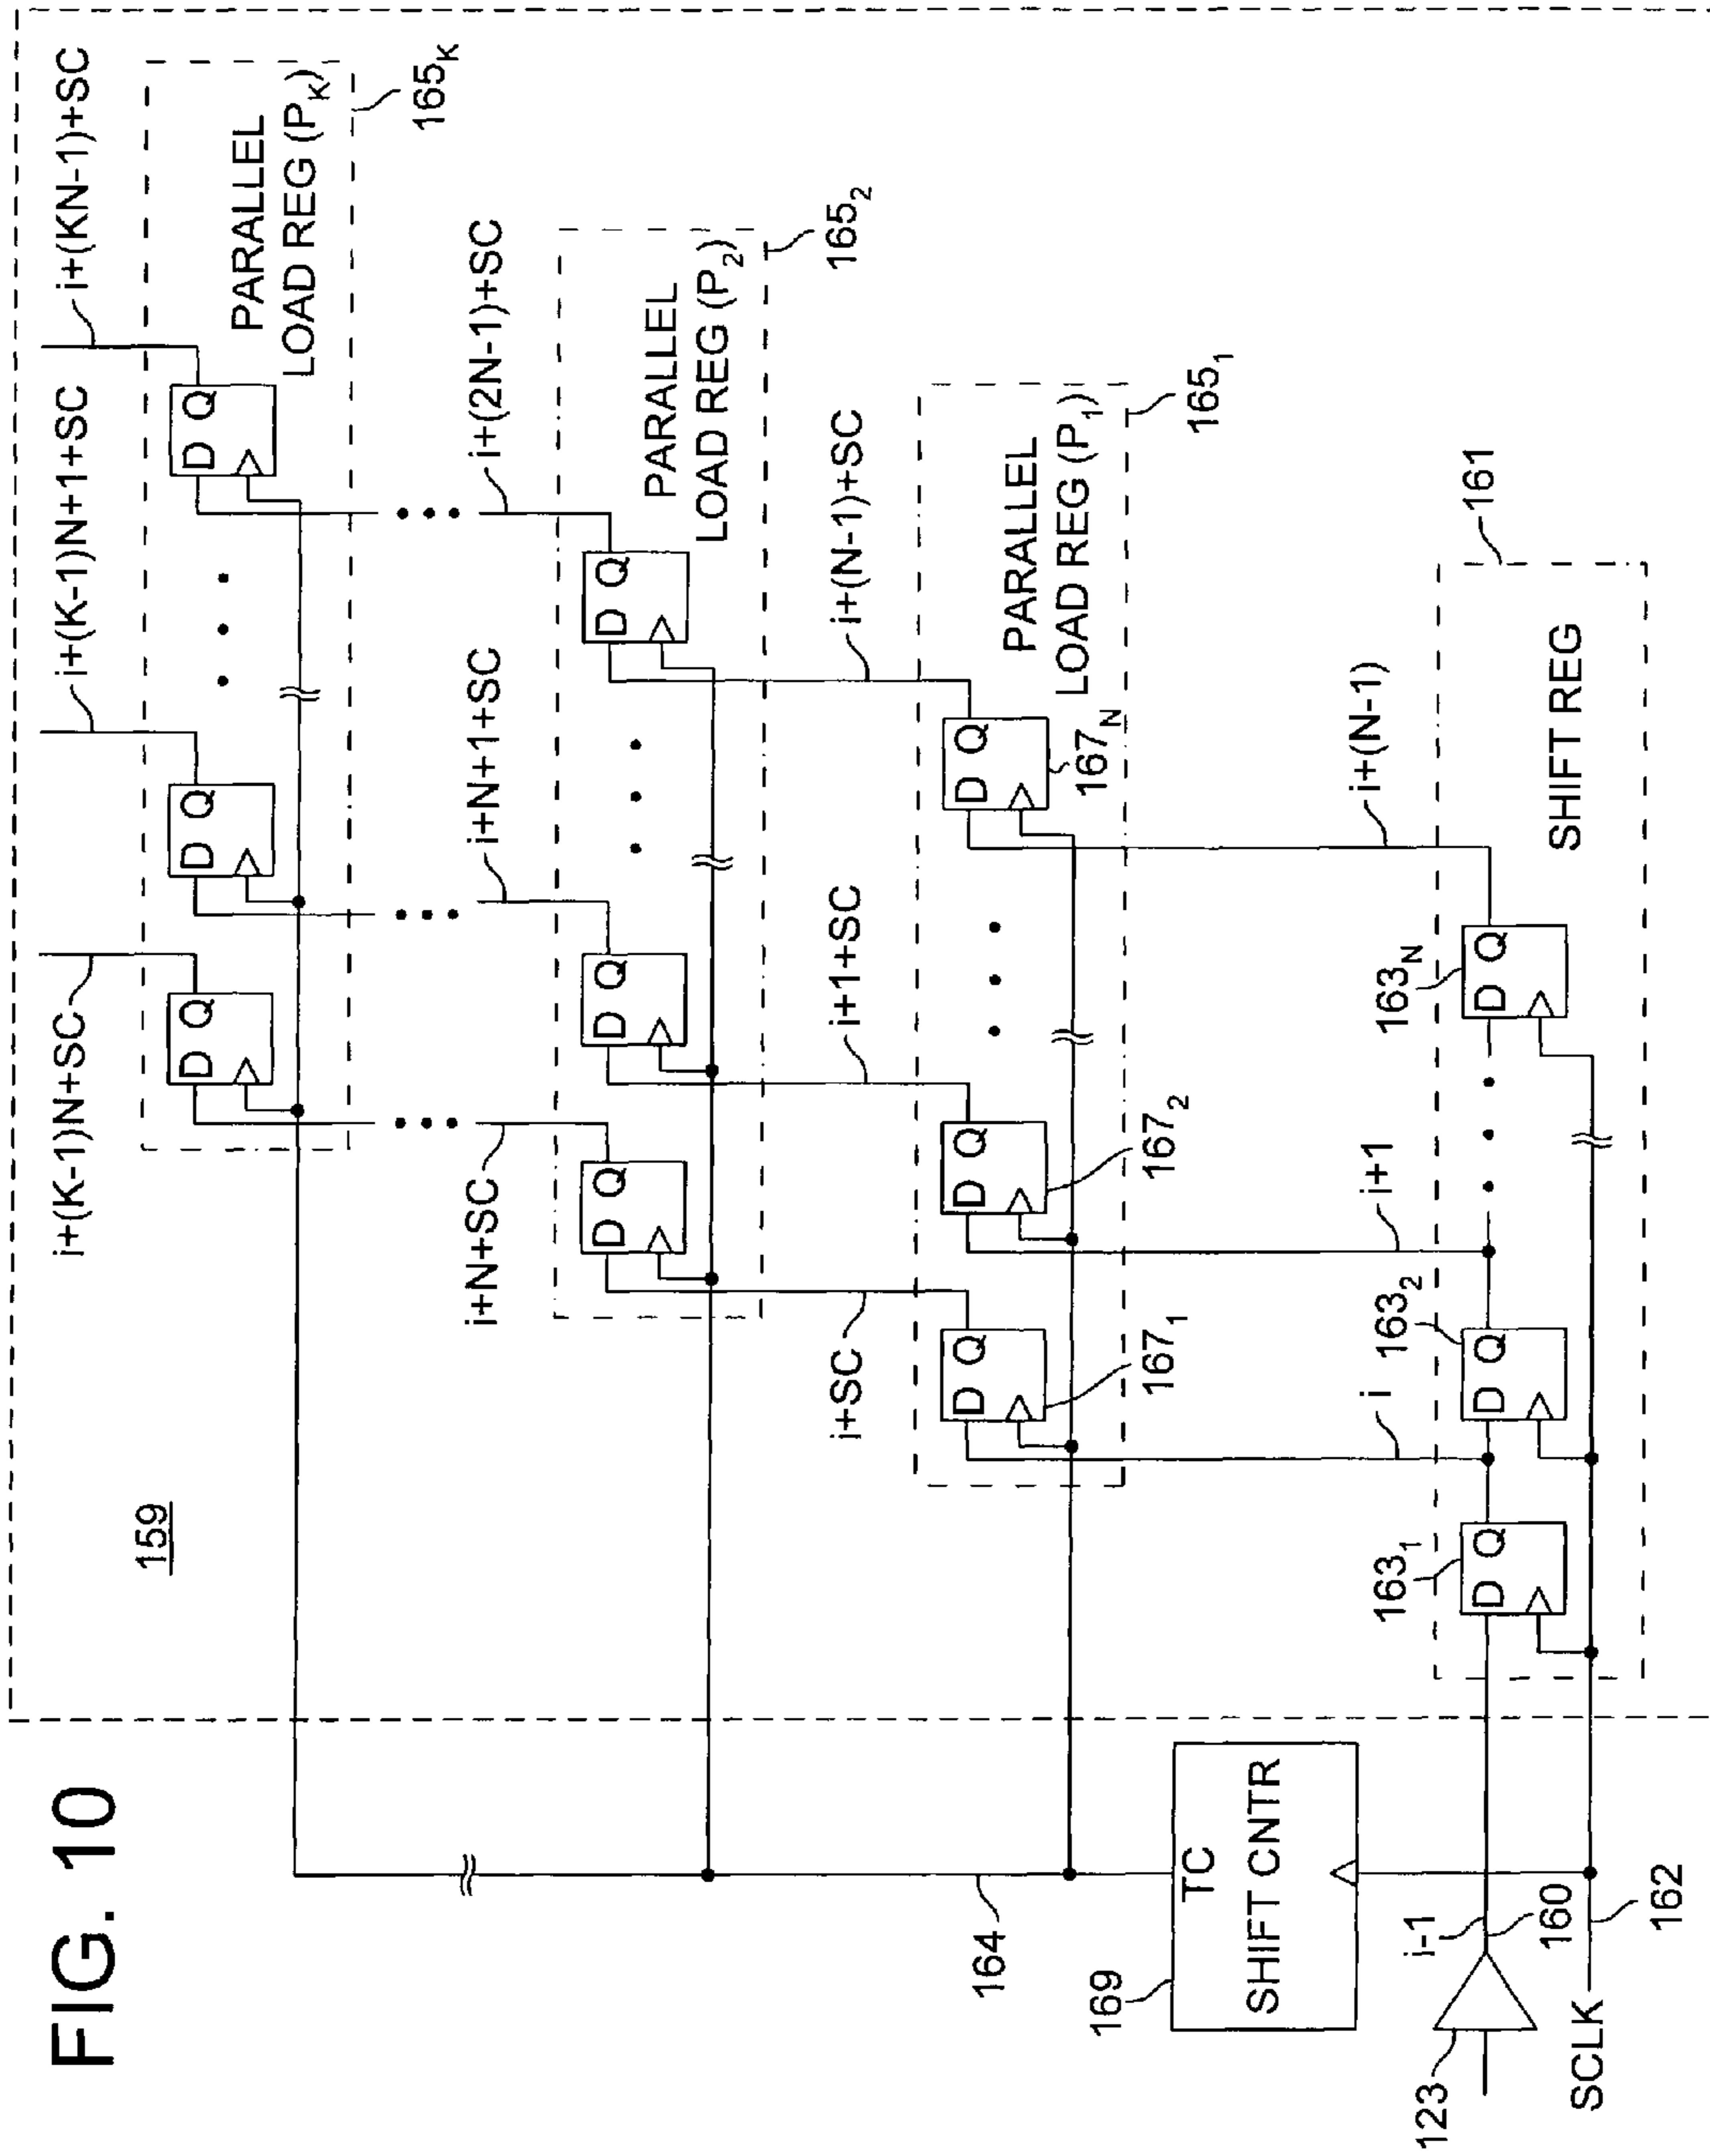 FIG. 10
159
i+(K-1)N+SC
i+(K-1)N+1+SC
i+(KN-1)+SC
D Q
D Q
D Q
PARALLEL
LOAD REG (P_K)
165_K
i+N+SC
i+N+1+SC
i+(2N-1)+SC
D Q
D Q
D Q
PARALLEL
LOAD REG (P_2)
165_2
i+SC
i+1+SC
i+(N-1)+SC
D Q
D Q
D Q
PARALLEL
LOAD REG (P_1)
165_1
167_1
167_2
167_N
164
169
TC
SHIFT CNTR
i
i+1
i+(N-1)
161
123
i-1
160
163_1
163_2
163_N
D Q
D Q
D Q
SHIFT REG
SCLK
162